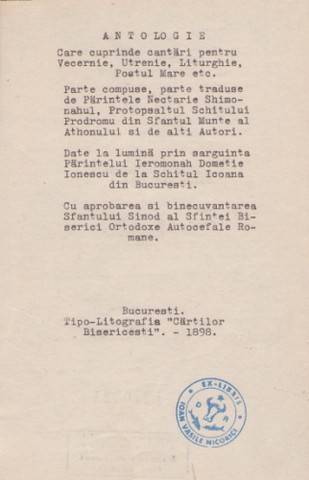 ANTOLOGIE
Care cuprinde cantări pentru
Vecernie, Utrenie, Liturghie,
Postul Mare etc.
Parte compuse, parte traduse
de Părintele Nectarie Shimo-
nahul, Protopsaltul Schitului
Prodromu din Sfantul Munte al
Athonului si de alti Autori.
Date la lumină prin sarguinta
Părintelui Ieromonah Dometie
Ionescu de la Schitul Icoana
din Bucuresti.
Cu aprobarea si binecuvantarea
Sfantului Sinod al Sfintei Bi-
serici Ortodoxe Autocefale Ro-
mane.
Bucuresti.
Tipo-Litografia "Cărtilor
Bisericesti". - 1898.
EX-LIBRIS
IOAN VASILE NICORICI